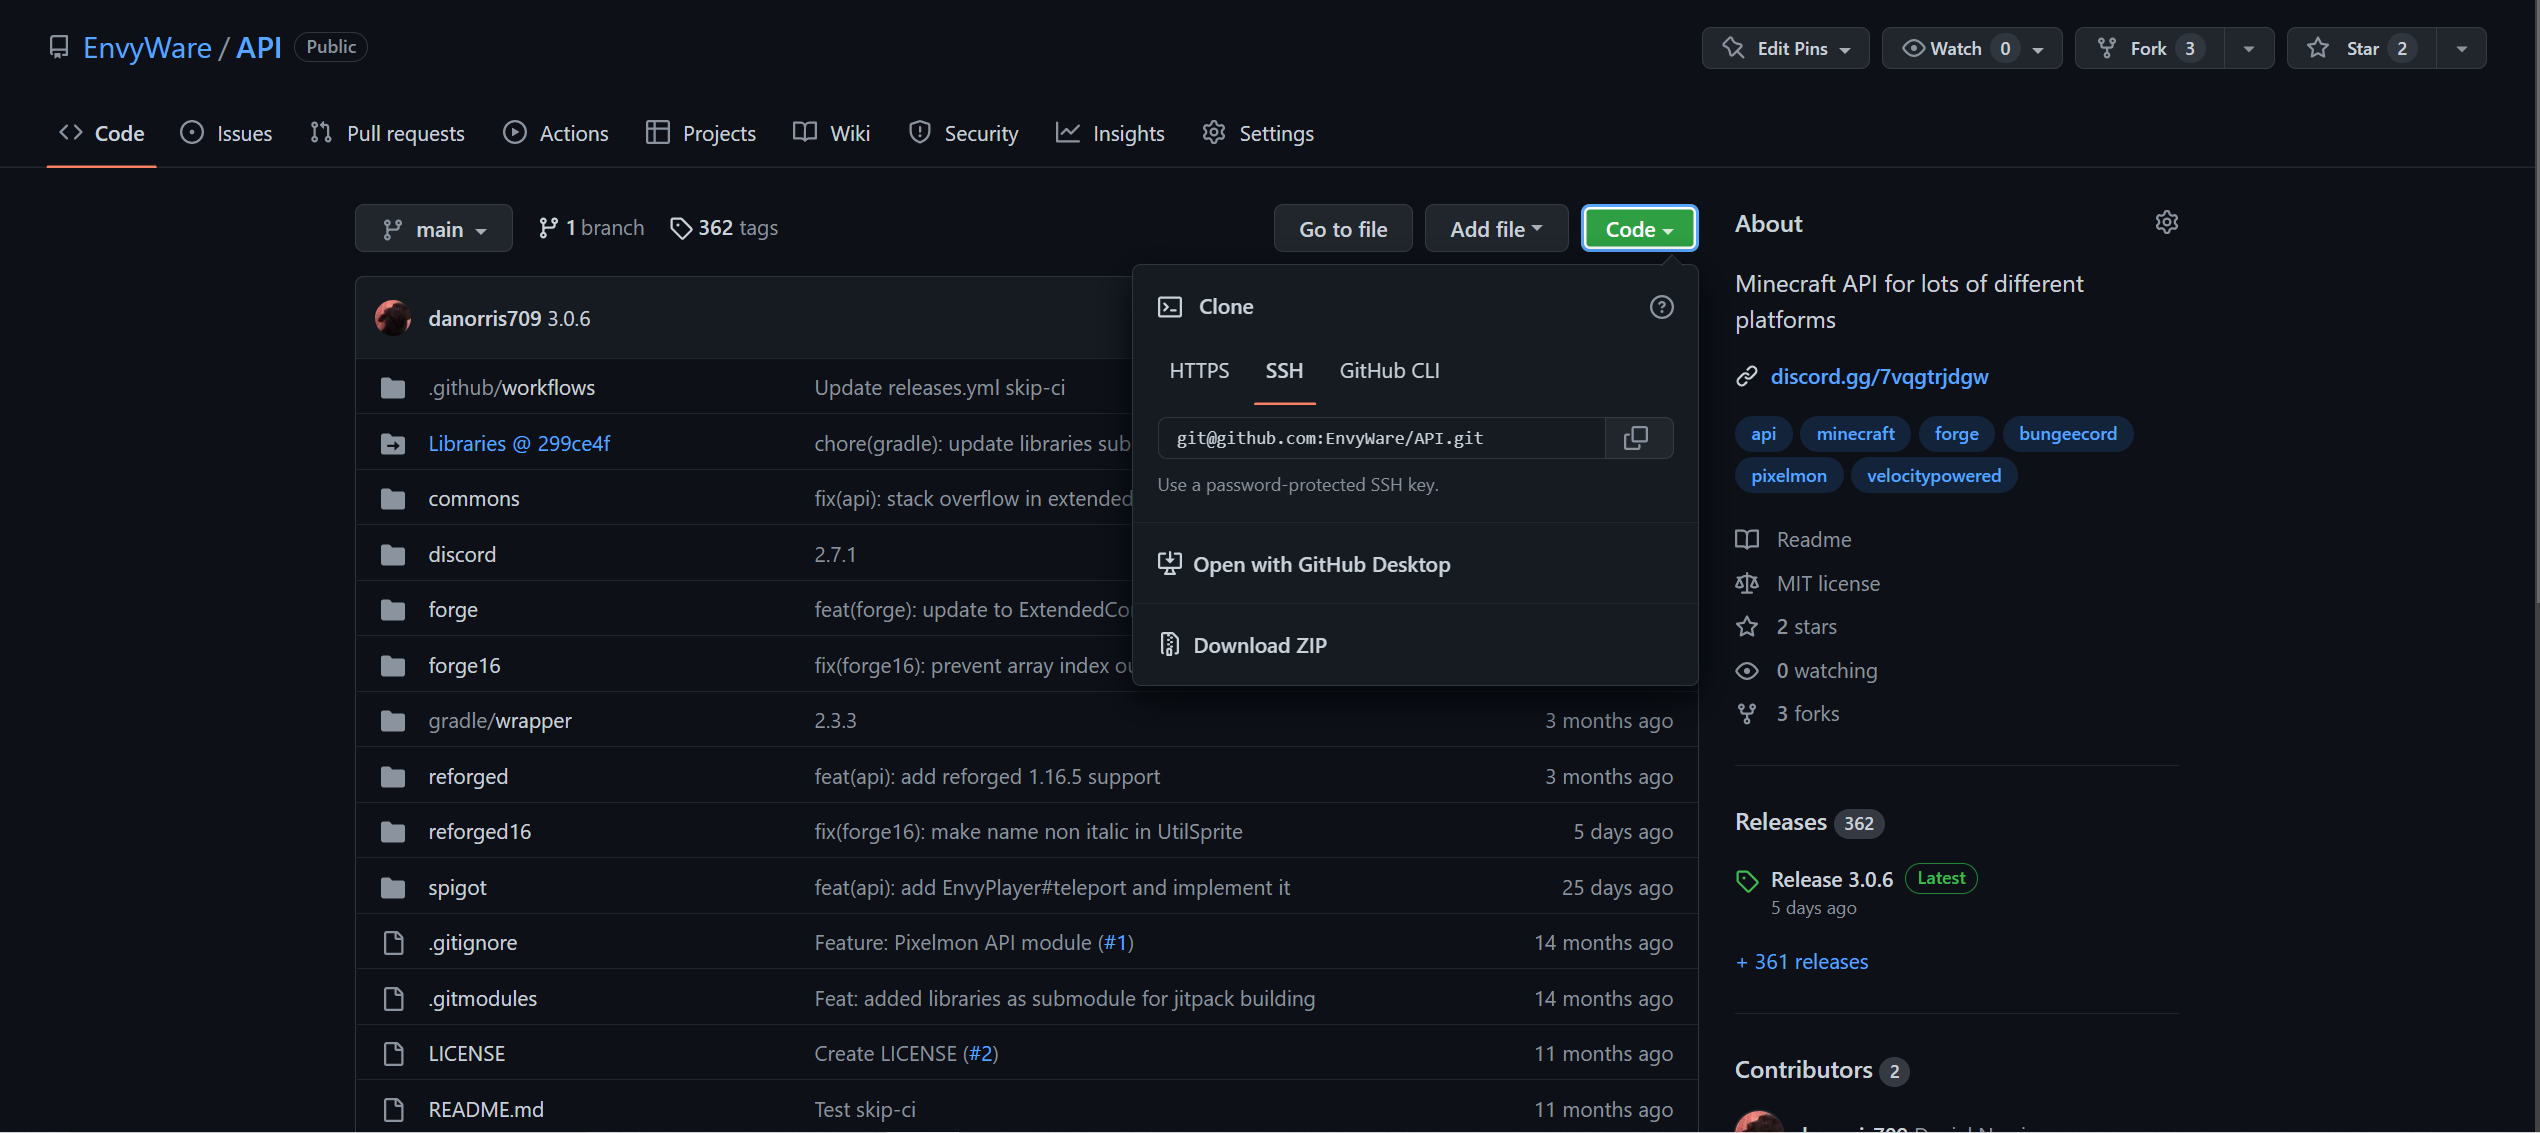 EnvyWare / API Public
Edit Pins Watch 0 Fork 3 Star 2
Code Issues Pull requests Actions Projects Wiki Security Insights Settings
main 1 branch 362 tags Go to file Add file Code
danorris709 3.0.6
.github/workflows Update releases.yml skip-ci
Libraries @ 299ce4f chore(gradle): update libraries sub
commons fix(api): stack overflow in extended
discord 2.7.1
forge feat(forge): update to ExtendedCo
forge16 fix(forge16): prevent array index ou
gradle/wrapper 2.3.3 3 months ago
reforged feat(api): add reforged 1.16.5 support 3 months ago
reforged16 fix(forge16): make name non italic in UtilSprite 5 days ago
spigot feat(api): add EnvyPlayer#teleport and implement it 25 days ago
.gitignore Feature: Pixelmon API module (#1) 14 months ago
.gitmodules Feat: added libraries as submodule for jitpack building 14 months ago
LICENSE Create LICENSE (#2) 11 months ago
README.md Test skip-ci 11 months ago
Clone
HTTPS SSH GitHub CLI
git@github.com:EnvyWare/API.git
Use a password-protected SSH key.
Open with GitHub Desktop
Download ZIP
About
Minecraft API for lots of different
platforms
discord.gg/7vqgtrjdgw
api minecraft forge bungeecord
pixelmon velocitypowered
Readme
MIT license
2 stars
0 watching
3 forks
Releases 362
Release 3.0.6 Latest
5 days ago
+ 361 releases
Contributors 2